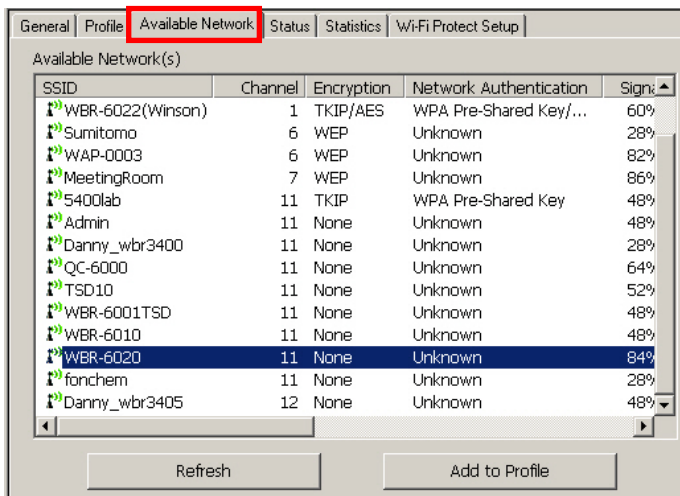 General Profile Available Network Status Statistics Wi-Fi Protect Setup
Available Network(s)
SSID Channel Encryption Network Authentication Signa
WBR-6022(Winson) 1 TKIP/AES WPA Pre-Shared Key/... 60%
Sumitomo 6 WEP Unknown 28%
WAP-0003 6 WEP Unknown 82%
MeetingRoom 7 WEP Unknown 86%
5400lab 11 TKIP WPA Pre-Shared Key 48%
Admin 11 None Unknown 48%
Danny_wbr3400 11 None Unknown 28%
QC-6000 11 None Unknown 64%
TSD10 11 None Unknown 52%
WBR-6001TSD 11 None Unknown 48%
WBR-6010 11 None Unknown 48%
WBR-6020 11 None Unknown 84%
fonchem 11 None Unknown 28%
Danny_wbr3405 12 None Unknown 48%
Refresh Add to Profile